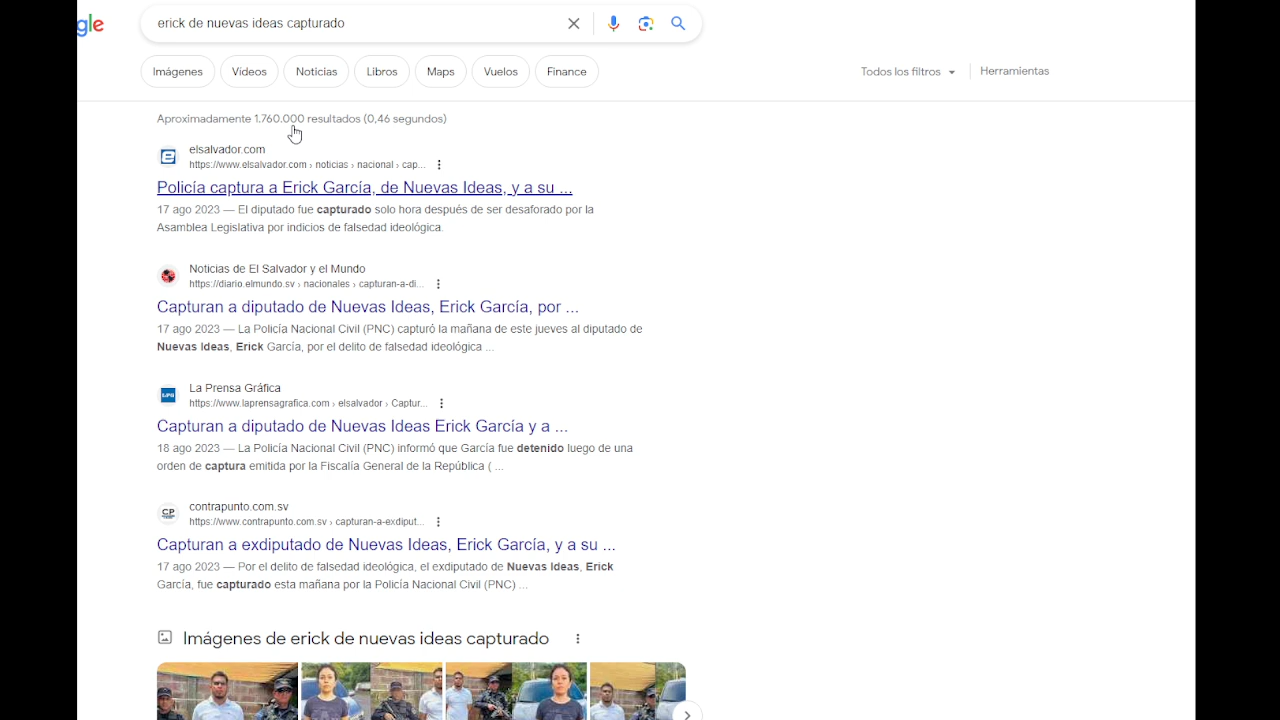 gle erick de nuevas ideas capturado
Imágenes Videos Noticias Libros Maps Vuelos Finance Todos los filtros Herramientas
Aproximadamente 1.760.000 resultados (0,46 segundos)
elsalvador.com
https://www.elsalvador.com › noticias › nacional › cap...
Policía captura a Erick García, de Nuevas Ideas, y a su ...
17 ago 2023 — El diputado fue capturado solo hora después de ser desaforado por la
Asamblea Legislativa por indicios de falsedad ideológica.
Noticias de El Salvador y el Mundo
https://diario.elmundo.sv › nacionales › capturan-a-di...
Capturan a diputado de Nuevas Ideas, Erick García, por ...
17 ago 2023 — La Policía Nacional Civil (PNC) capturó la mañana de este jueves al diputado de
Nuevas Ideas, Erick García, por el delito de falsedad ideológica ...
LPG La Prensa Gráfica
https://www.laprensagrafica.com › elsalvador › Captur...
Capturan a diputado de Nuevas Ideas Erick García y a ...
18 ago 2023 — La Policía Nacional Civil (PNC) informó que García fue detenido luego de una
orden de captura emitida por la Fiscalía General de la República ( ...
CP contrapunto.com.sv
https://www.contrapunto.com.sv › capturan-a-exdiput...
Capturan a exdiputado de Nuevas Ideas, Erick García, y a su ...
17 ago 2023 — Por el delito de falsedad ideológica, el exdiputado de Nuevas Ideas, Erick
García, fue capturado esta mañana por la Policía Nacional Civil (PNC) ...
Imágenes de erick de nuevas ideas capturado